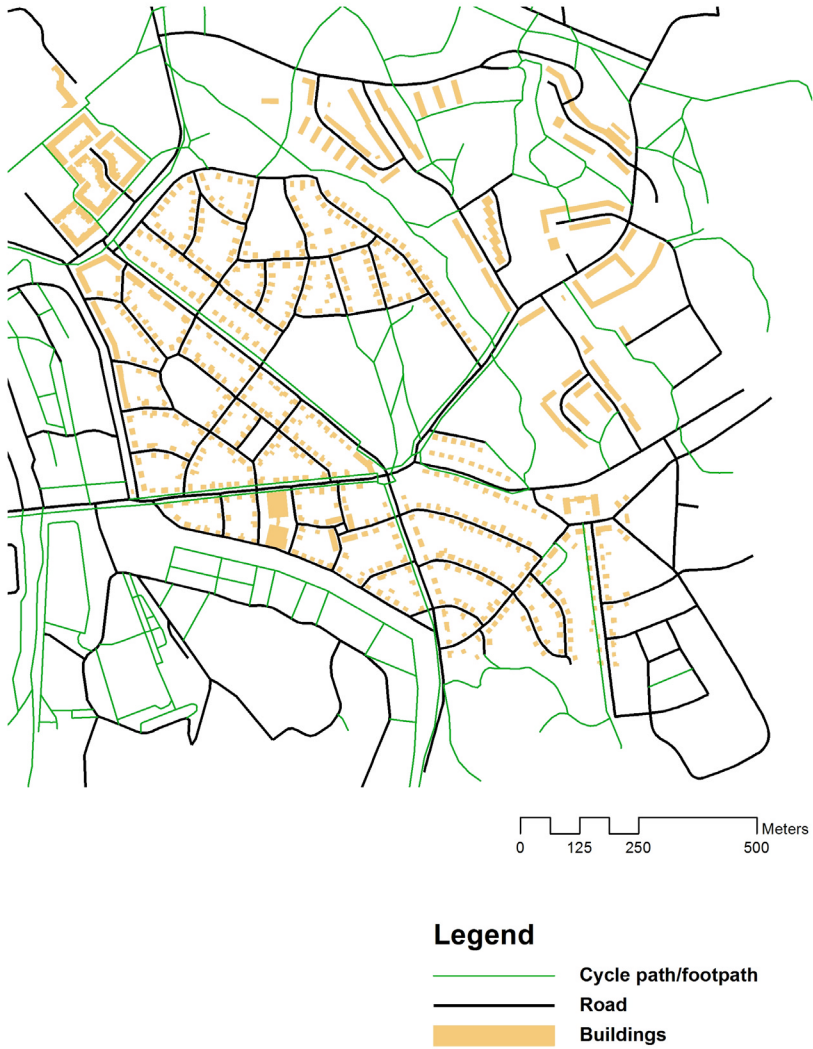 Meters
0 125 250 500
Legend
Cycle path/footpath
Road
Buildings